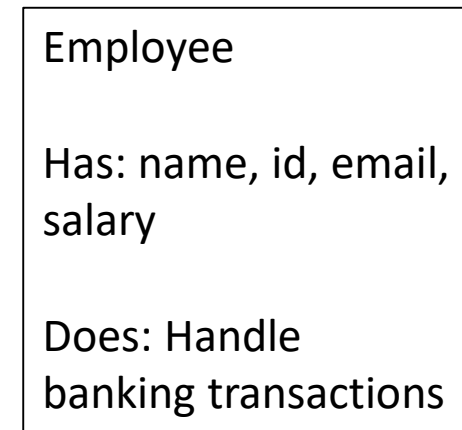 Employee
Has: name, id, email,
salary
Does: Handle
banking transactions